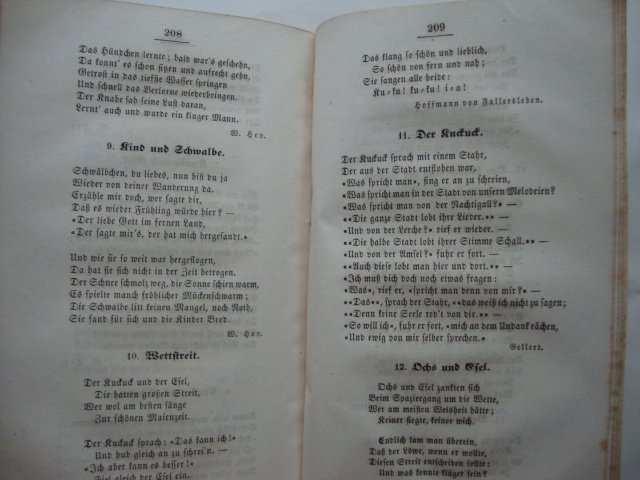 208
Das Hündchen lernte; bald war's geschehn,
Da konnt' es schon sitzen und aufrecht gehn,
Getrost in das tiefste Wasser springen
Und schnell das Verlorne wiederbringen.
Der Knabe sah seine Lust daran,
Lernt' auch und wurde ein kluger Mann.
W. Hey.
9. Kind und Schwalbe.
Schwälbchen, du liebes, nun bist du ja
Wieder von deiner Wanderung da.
Erzähle mir doch, wer sagte dir,
Daß es wieder Frühling würde hier? —
»Der liebe Gott im fernen Land,
»Der sagte mir's, der hat mich hergesandt.«
Und wie sie so weit war hergeflogen,
Da hat sie sich nicht in der Zeit betrogen.
Der Schnee schmolz weg, die Sonne schien warm,
Es spielte manch fröhlicher Mückenschwarm;
Die Schwalbe litt keinen Mangel, noch Noth,
Sie fand für sich und die Kinder Brod.
W. Hey.
10. Wettstreit.
Der Kuckuck und der Esel,
Die hatten großen Streit,
Wer wol am besten sänge
Zur schönen Maienzeit.
Der Kuckuck sprach: »Das kann ich!«
Und hub gleich an zu schrei'n.
»Ich aber kann es besser!«
Fiel gleich der Esel ein.
209
Das klang so schön und lieblich,
So schön von fern und nah;
Sie sangen alle beide:
Ku-ku! ku-ku! i-a!
Hoffmann von Fallersleben.
11. Der Kuckuck.
Der Kuckuck sprach mit einem Stahr,
Der aus der Stadt entflohen war,
»Was spricht man«, fing er an zu schreien,
»Was spricht man in der Stadt von unsern Melodeien?
»Was spricht man von der Nachtigall?« —
»»Die ganze Stadt lobt ihre Lieder.«« —
»Und von der Lerche?« rief er wieder. —
»»Die halbe Stadt lobt ihrer Stimme Schall.«« —
»Und von der Amsel?« fuhr er fort. —
»»Auch diese lobt man hier und dort.«« —
»Ich muß dich doch noch etwas fragen:
»Was«, rief er, »spricht man denn von mir?« —
»»Das««, sprach der Stahr, »»das weiß ich nicht zu sagen;
»»Denn keine Seele red't von dir.«« —
»So will ich«, fuhr er fort, »mich an dem Undank rächen,
»Und ewig von mir selber sprechen.«
Gellert.
12. Ochs und Esel.
Ochs und Esel zankten sich
Beim Spaziergang um die Wette,
Wer am meisten Weisheit hätte;
Keiner siegte, keiner wich.
Endlich kam man überein,
Daß der Löwe, wenn er wollte,
Diesen Streit entscheiden sollte:
Und was konnte klüger sein?